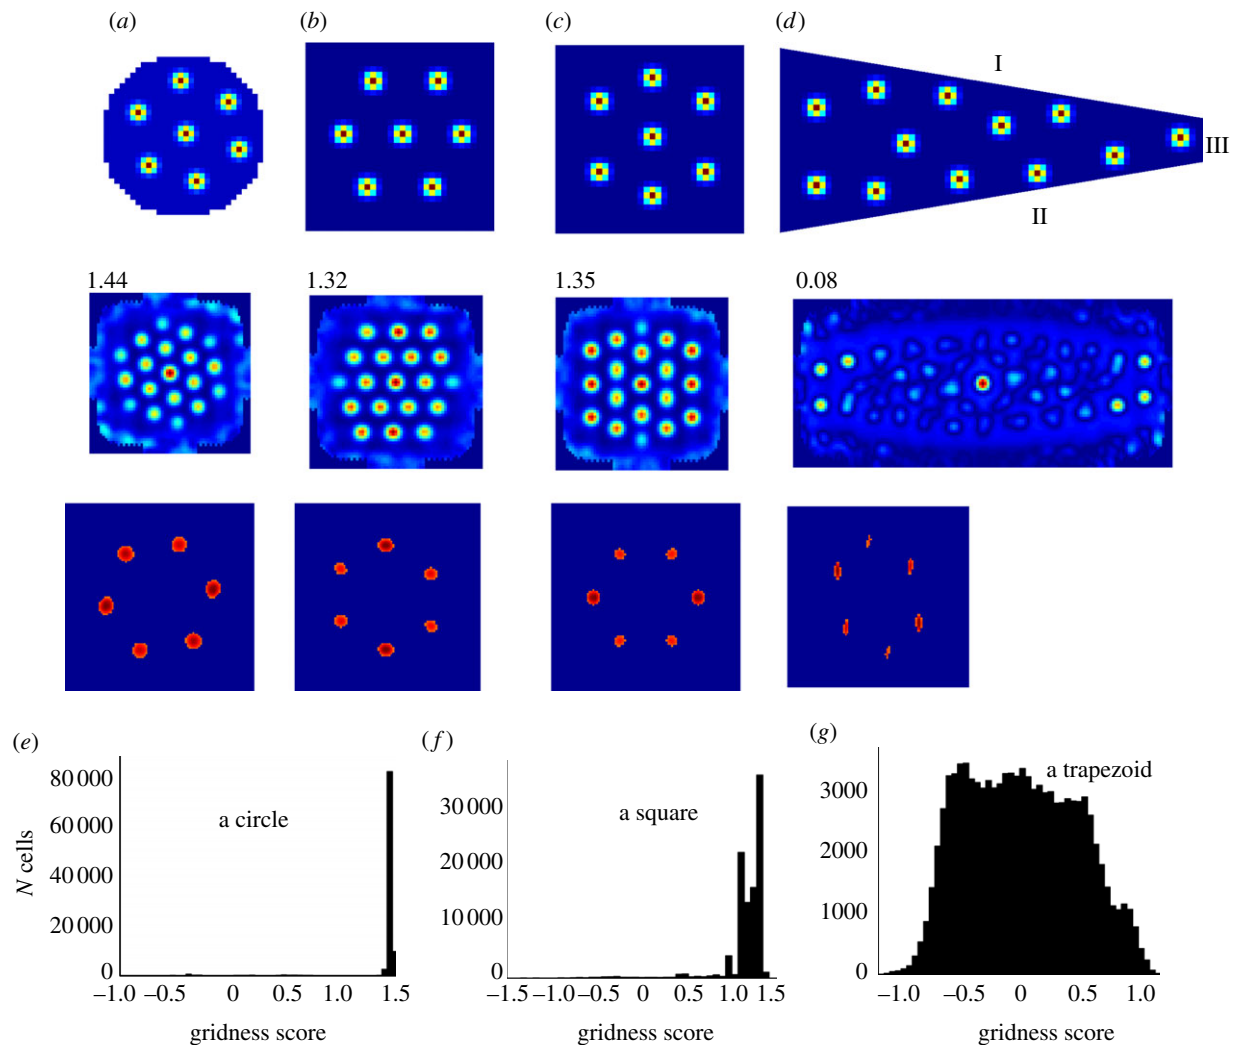 (a) (b) (c) (d)
I
III
II
1.44 1.32 1.35 0.08
(e) (f) (g)
80 000
60 000
40 000
20 000
0
N cells
a circle
−1.0 −0.5 0 0.5 1.0 1.5
gridness score
30 000
20 000
10 000
0
a square
−1.5 −1.0 −0.5 0 0.5 1.0 1.5
gridness score
3000
2000
1000
0
a trapezoid
−1.0 −0.5 0 0.5 1.0
gridness score